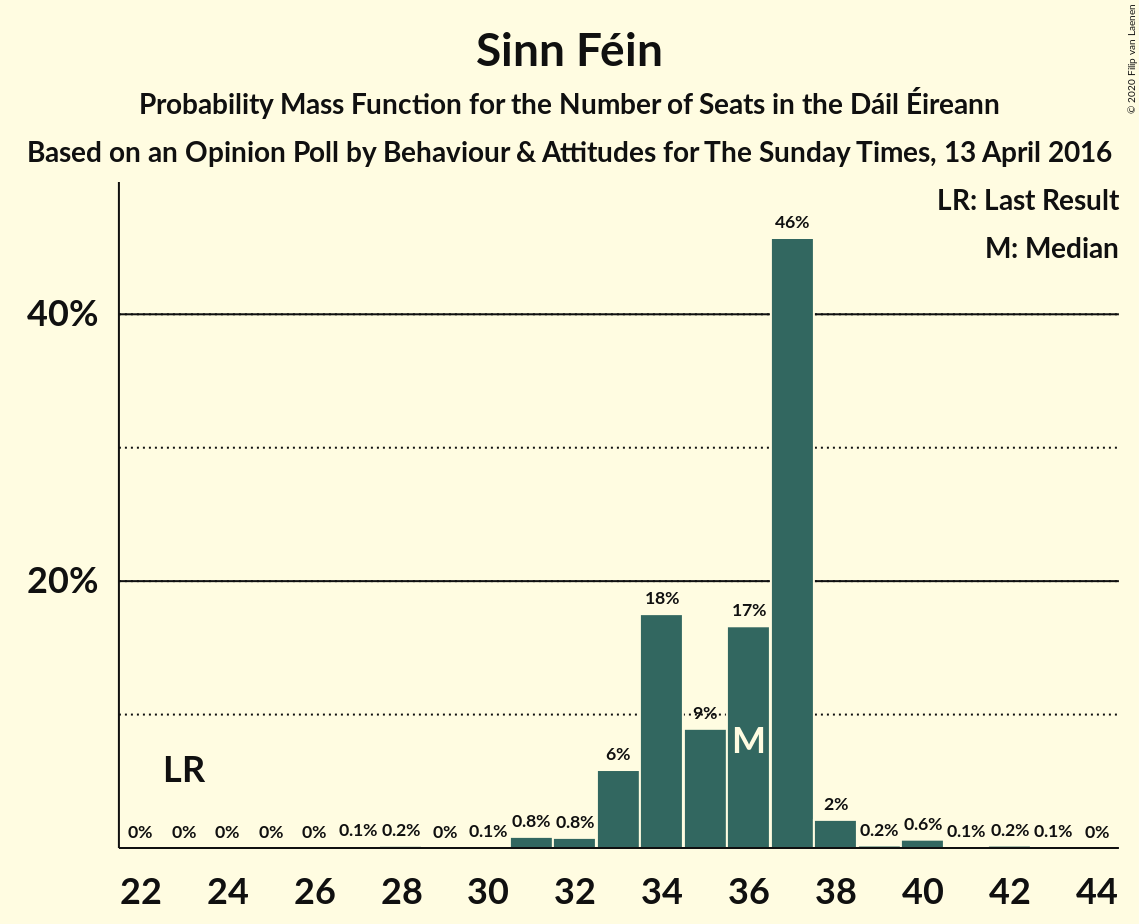 © 2020 Filip van Laenen
Sinn Féin
Probability Mass Function for the Number of Seats in the Dáil Éireann
Based on an Opinion Poll by Behaviour & Attitudes for The Sunday Times, 13 April 2016
LR: Last Result
M: Median
40%
20%
LR
M
0% 0% 0% 0% 0% 0.1% 0.2% 0% 0.1% 0.8% 0.8% 6% 18% 9% 17% 46% 2% 0.2% 0.6% 0.1% 0.2% 0.1% 0%
22 24 26 28 30 32 34 36 38 40 42 44